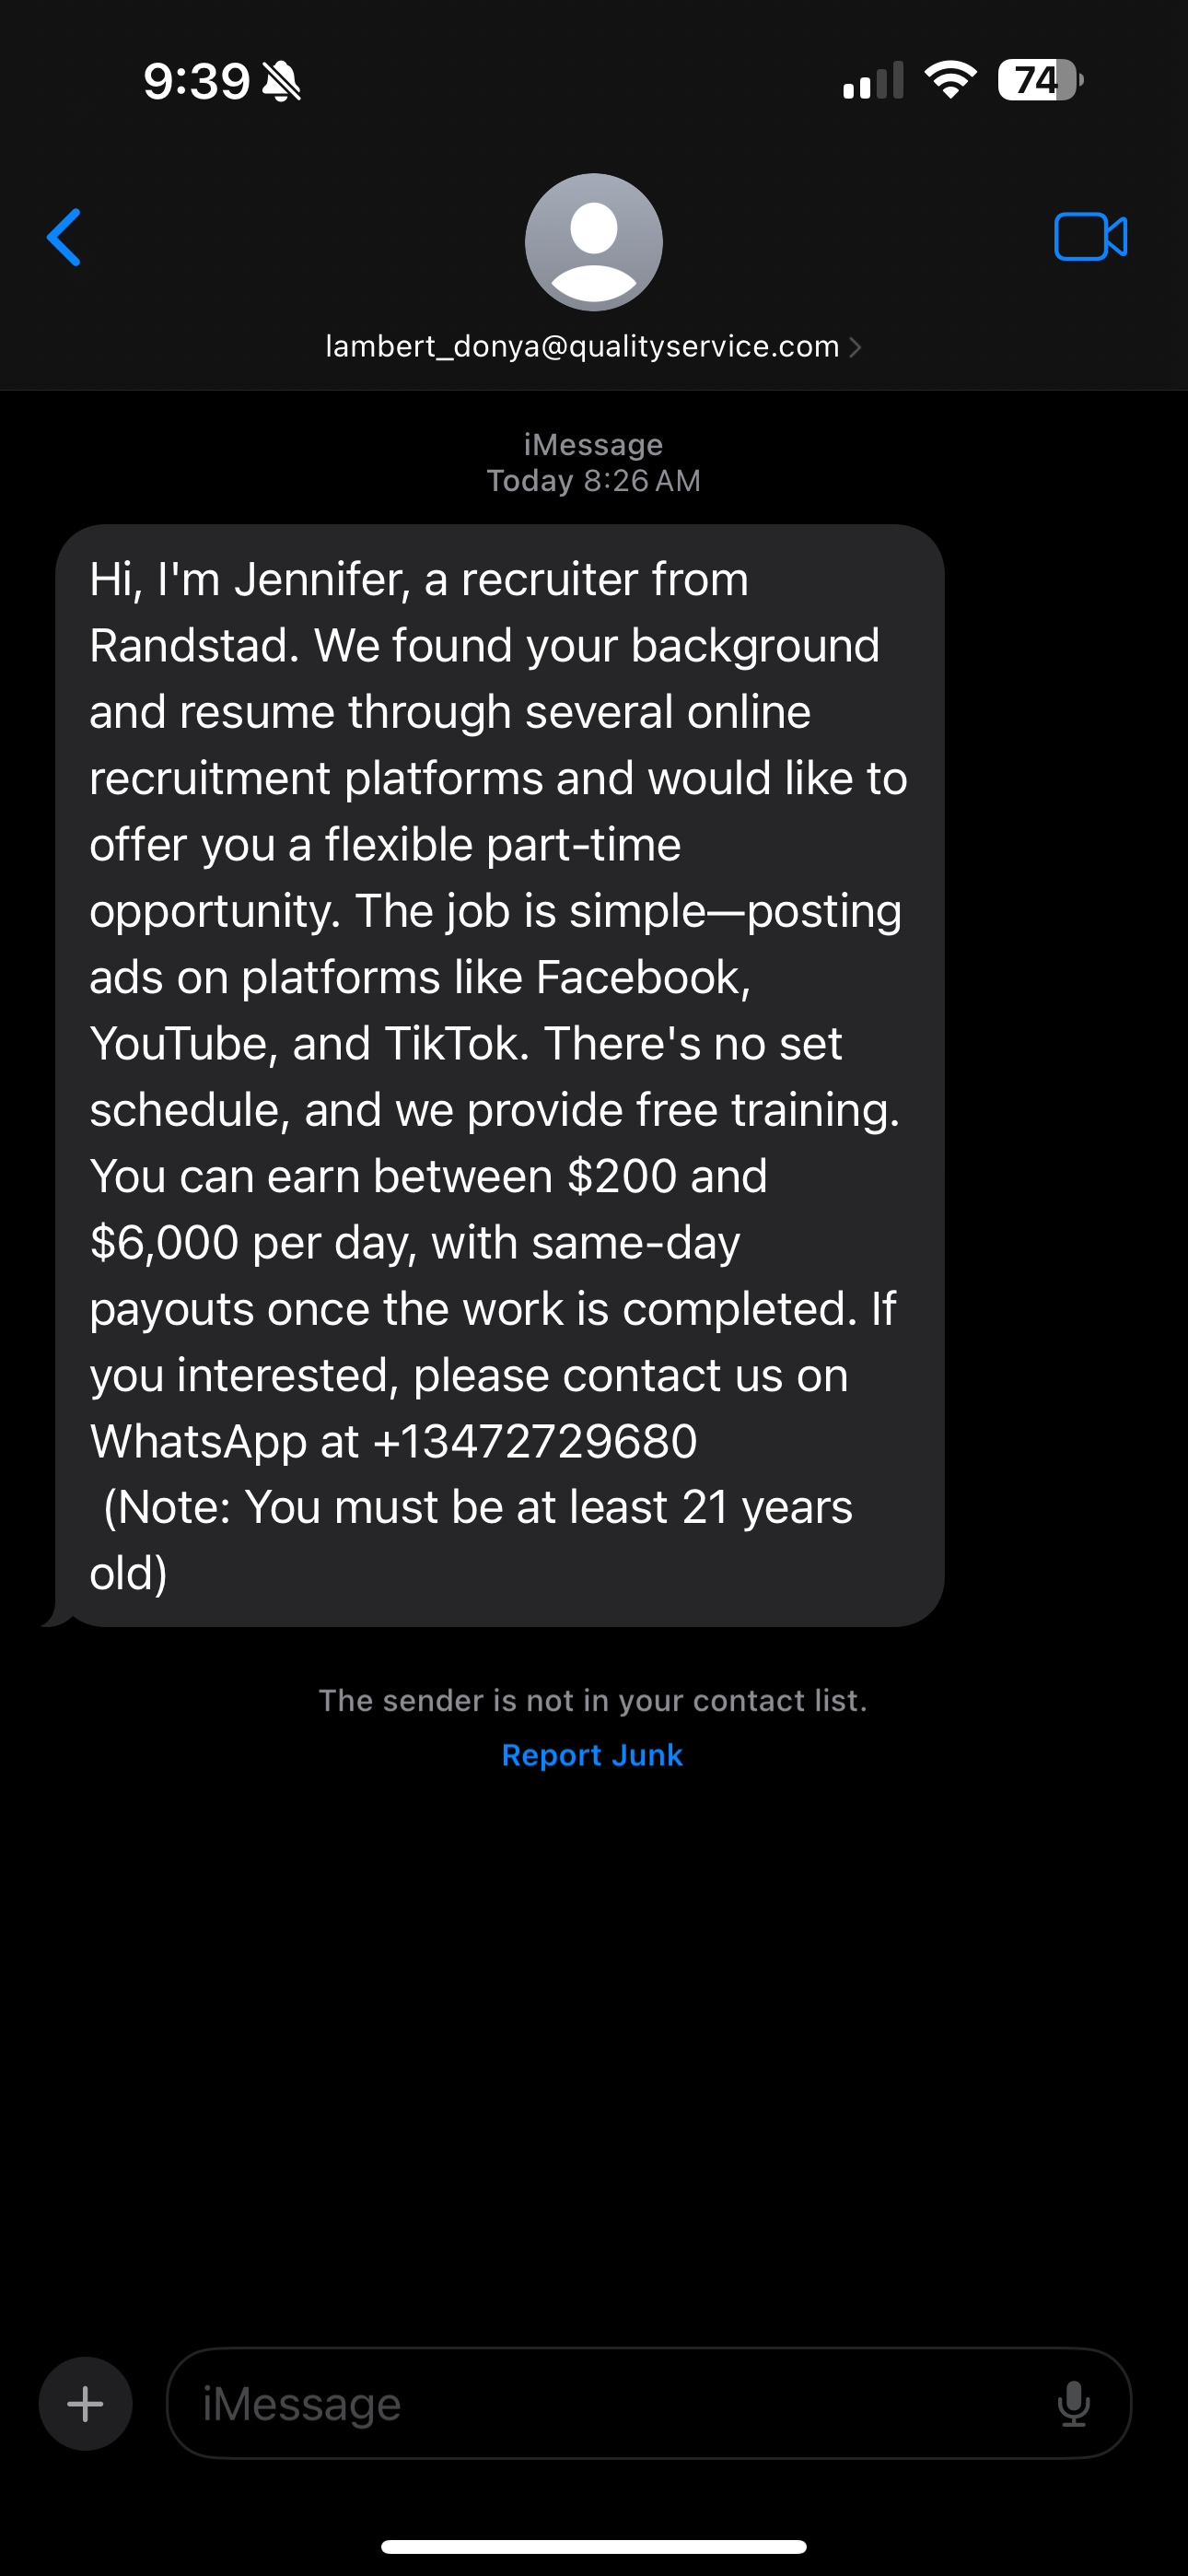 9:39
74
lambert_donya@qualityservice.com
iMessage
Today 8:26 AM
Hi, I'm Jennifer, a recruiter from
Randstad. We found your background
and resume through several online
recruitment platforms and would like to
offer you a flexible part-time
opportunity. The job is simple—posting
ads on platforms like Facebook,
YouTube, and TikTok. There's no set
schedule, and we provide free training.
You can earn between $200 and
$6,000 per day, with same-day
payouts once the work is completed. If
you interested, please contact us on
WhatsApp at +13472729680
(Note: You must be at least 21 years
old)
The sender is not in your contact list.
Report Junk
iMessage